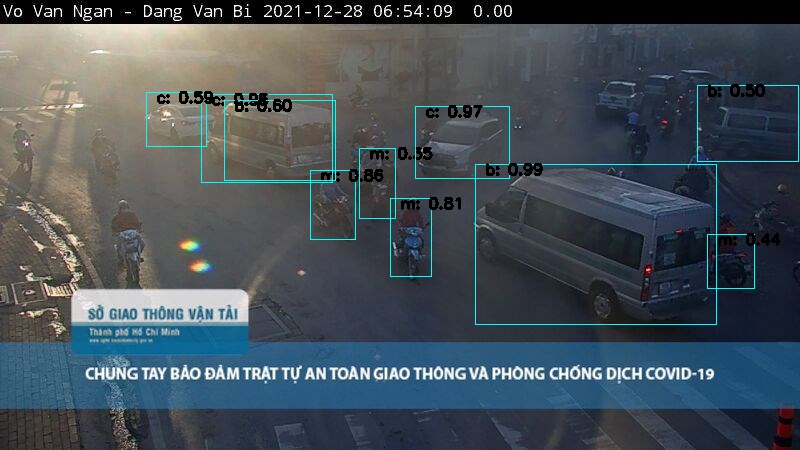 Vo Van Ngan - Dang Van Bi 2021-12-28 06:54:09 0.00
c: 0.59
b: 0.60
c: 0.97
b: 0.50
m: 0.86
b: 0.99
m: 0.81
m: 0.44
SỞ GIAO THÔNG VẬN TẢI
Thành phố Hồ Chí Minh
CHUNG TAY BẢO ĐẢM TRẬT TỰ AN TOÀN GIAO THÔNG VÀ PHÒNG CHỐNG DỊCH COVID-19